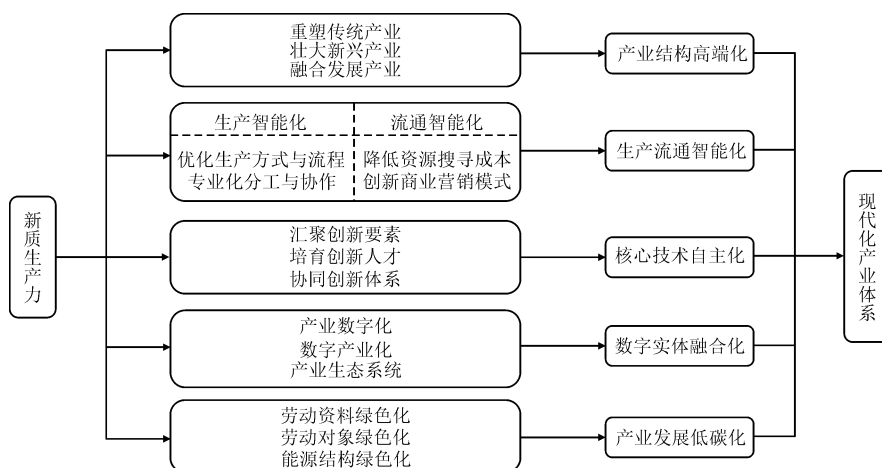 新质生产力
重塑传统产业
壮大新兴产业
融合发展产业
产业结构高端化
生产智能化
流通智能化
优化生产方式与流程
专业化分工与协作
降低资源搜寻成本
创新商业营销模式
生产流通智能化
汇聚创新要素
培育创新人才
协同创新体系
核心技术自主化
产业数字化
数字产业化
产业生态系统
数字实体融合化
劳动资料绿色化
劳动对象绿色化
能源结构绿色化
产业发展低碳化
现代化产业体系